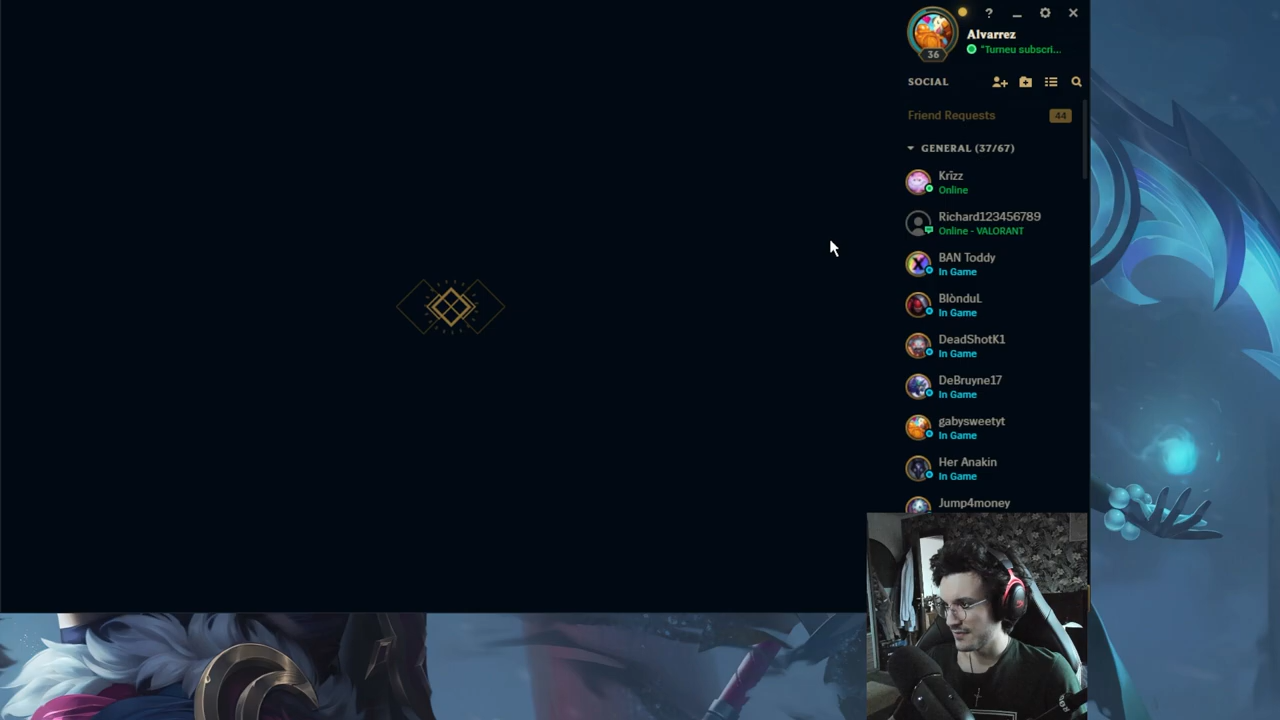 Alvarrez
36
"Turneu subscri...
SOCIAL
Friend Requests
44
GENERAL (37/67)
Krîzz
Online
Richard123456789
Online - VALORANT
BAN Toddy
In Game
BlònduL
In Game
DeadShotK1
In Game
DeBruyne17
In Game
gabysweetyt
In Game
Her Anakin
In Game
Jump4money